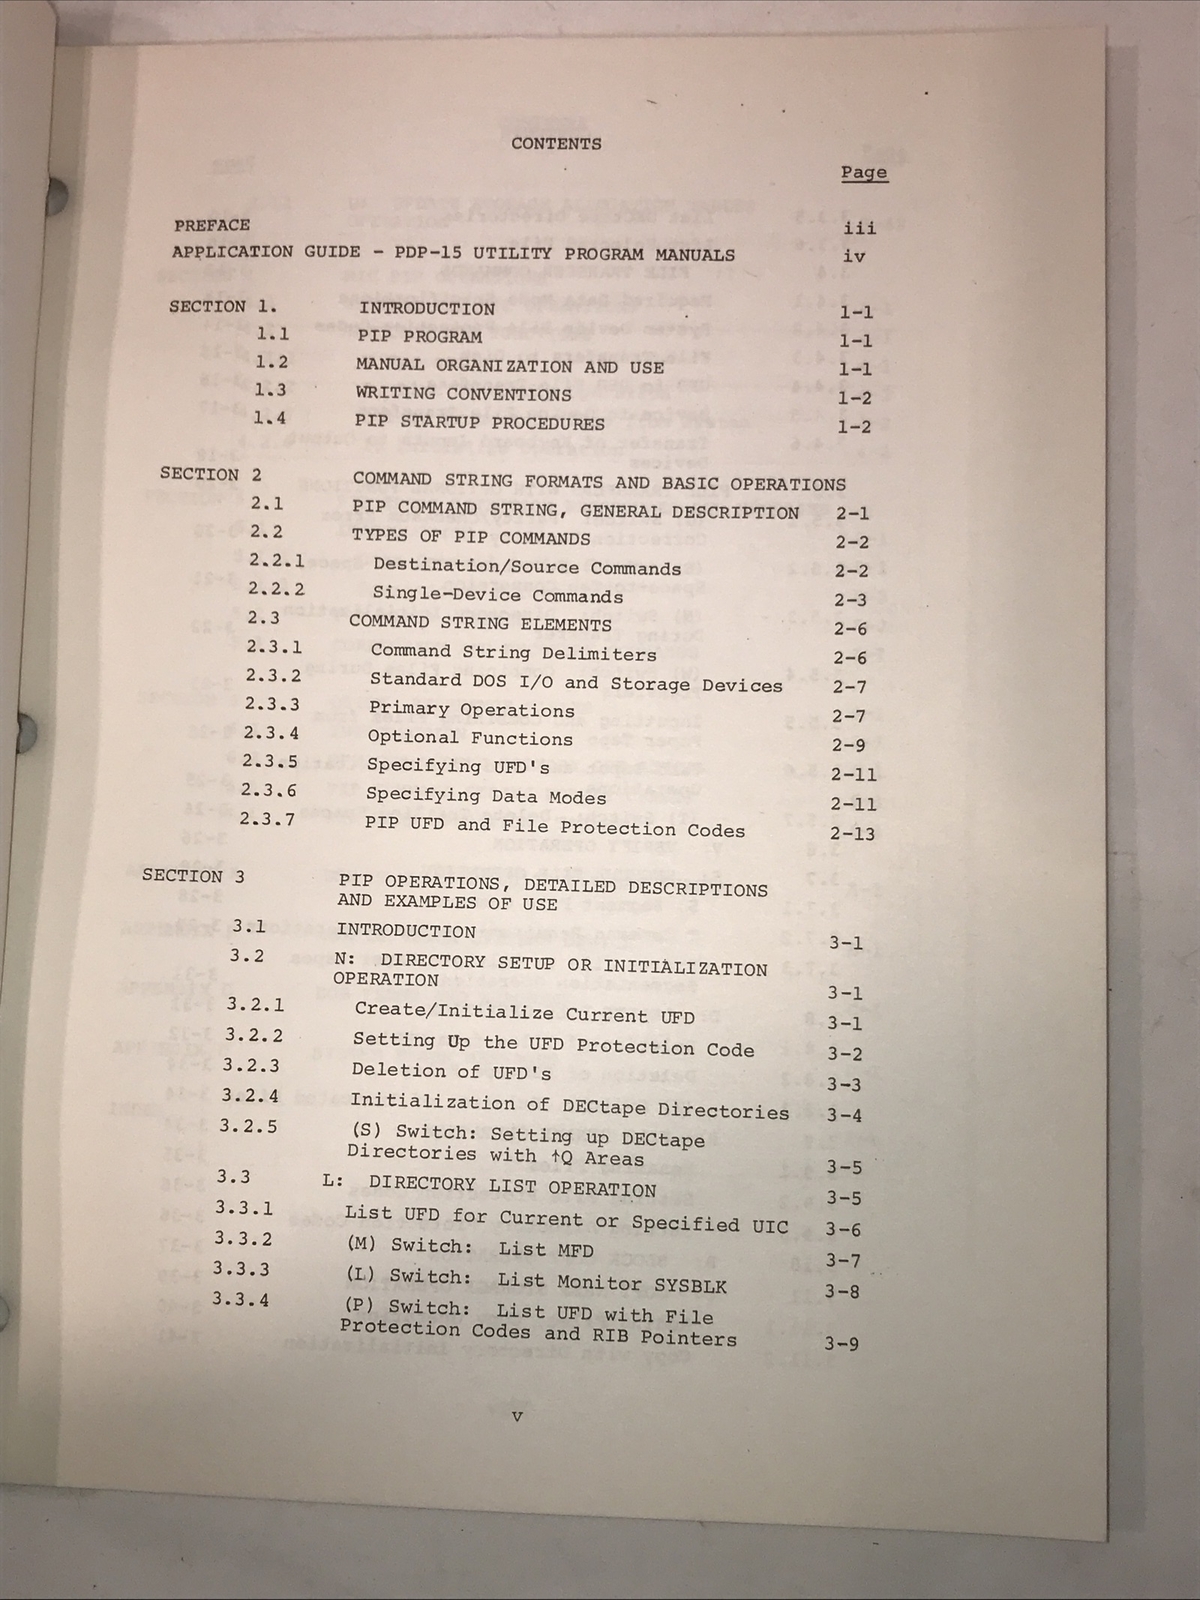 CONTENTS
Page
PREFACE iii
APPLICATION GUIDE - PDP-15 UTILITY PROGRAM MANUALS iv
SECTION 1. INTRODUCTION 1-1
1.1 PIP PROGRAM 1-1
1.2 MANUAL ORGANIZATION AND USE 1-1
1.3 WRITING CONVENTIONS 1-2
1.4 PIP STARTUP PROCEDURES 1-2
SECTION 2 COMMAND STRING FORMATS AND BASIC OPERATIONS
2.1 PIP COMMAND STRING, GENERAL DESCRIPTION 2-1
2.2 TYPES OF PIP COMMANDS 2-2
2.2.1 Destination/Source Commands 2-2
2.2.2 Single-Device Commands 2-3
2.3 COMMAND STRING ELEMENTS 2-6
2.3.1 Command String Delimiters 2-6
2.3.2 Standard DOS I/O and Storage Devices 2-7
2.3.3 Primary Operations 2-7
2.3.4 Optional Functions 2-9
2.3.5 Specifying UFD's 2-11
2.3.6 Specifying Data Modes 2-11
2.3.7 PIP UFD and File Protection Codes 2-13
SECTION 3 PIP OPERATIONS, DETAILED DESCRIPTIONS
AND EXAMPLES OF USE
3.1 INTRODUCTION 3-1
3.2 N: DIRECTORY SETUP OR INITIALIZATION
OPERATION 3-1
3.2.1 Create/Initialize Current UFD 3-1
3.2.2 Setting Up the UFD Protection Code 3-2
3.2.3 Deletion of UFD's 3-3
3.2.4 Initialization of DECtape Directories 3-4
3.2.5 (S) Switch: Setting up DECtape
Directories with ↑Q Areas 3-5
3.3 L: DIRECTORY LIST OPERATION 3-5
3.3.1 List UFD for Current or Specified UIC 3-6
3.3.2 (M) Switch: List MFD 3-7
3.3.3 (L) Switch: List Monitor SYSBLK 3-8
3.3.4 (P) Switch: List UFD with File
Protection Codes and RIB Pointers 3-9
v